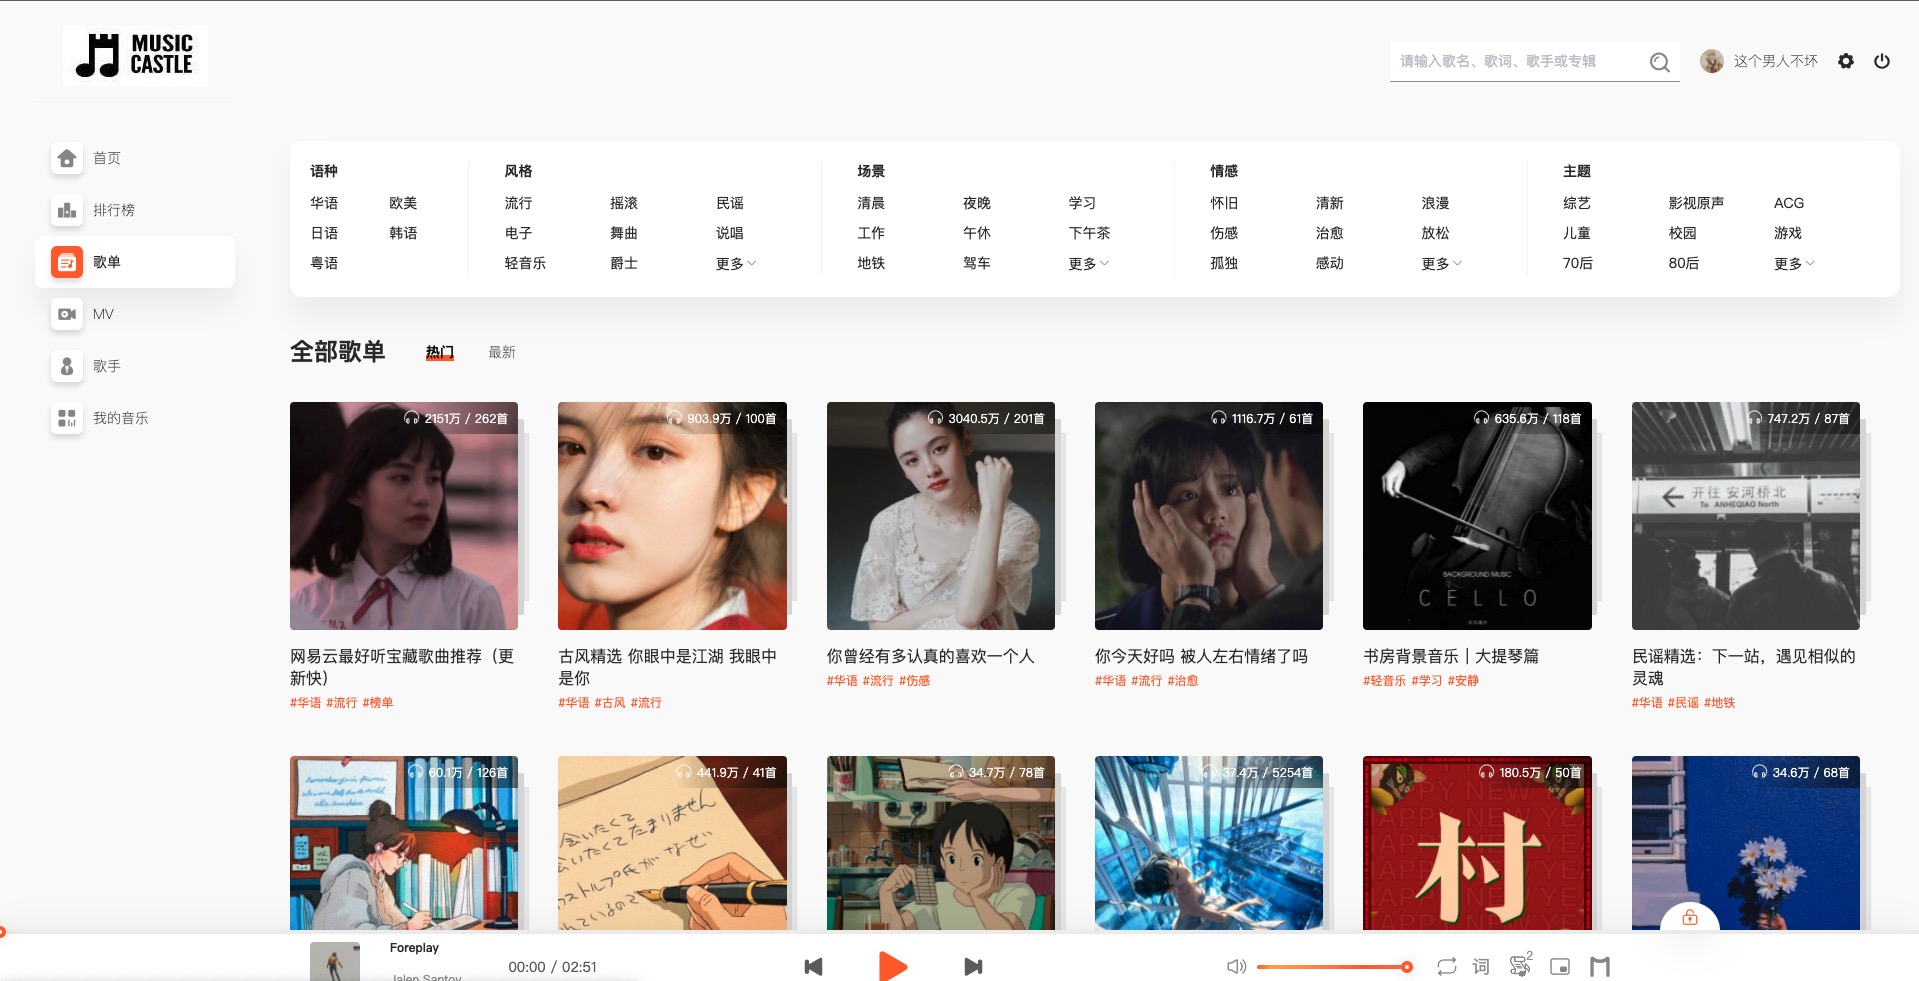 MUSIC
CASTLE
请输入歌名、歌词、歌手或专辑
这个男人不坏
首页
排行榜
歌单
MV
歌手
我的音乐
语种
华语 欧美
日语 韩语
粤语
风格
流行 摇滚 民谣
电子 舞曲 说唱
轻音乐 爵士 更多
场景
清晨 夜晚 学习
工作 午休 下午茶
地铁 驾车 更多
情感
怀旧 清新 浪漫
伤感 治愈 放松
孤独 感动 更多
主题
综艺 影视原声 ACG
儿童 校园 游戏
70后 80后 更多
全部歌单 热门 最新
2151万 / 262首
网易云最好听宝藏歌曲推荐（更
新快）
#华语 #流行 #榜单
903.9万 / 100首
古风精选 你眼中是江湖 我眼中
是你
#华语 #古风 #流行
3040.5万 / 201首
你曾经有多认真的喜欢一个人
#华语 #流行 #伤感
1116.7万 / 61首
你今天好吗 被人左右情绪了吗
#华语 #流行 #治愈
635.6万 / 118首
BACKGROUND MUSIC
CELLO
书房背景音乐｜大提琴篇
#轻音乐 #学习 #安静
747.2万 / 87首
开往 安河桥北
To ANHEQIAO North
民谣精选：下一站，遇见相似的
灵魂
#华语 #民谣 #地铁
60.1万 / 126首
441.9万 / 41首
会いたくて
たまりません
会いたくて
なぜ
34.7万 / 78首
37.4万 / 5254首
180.5万 / 50首
村
34.6万 / 68首
Foreplay
Jalen Santoy
00:00 / 02:51
词
2